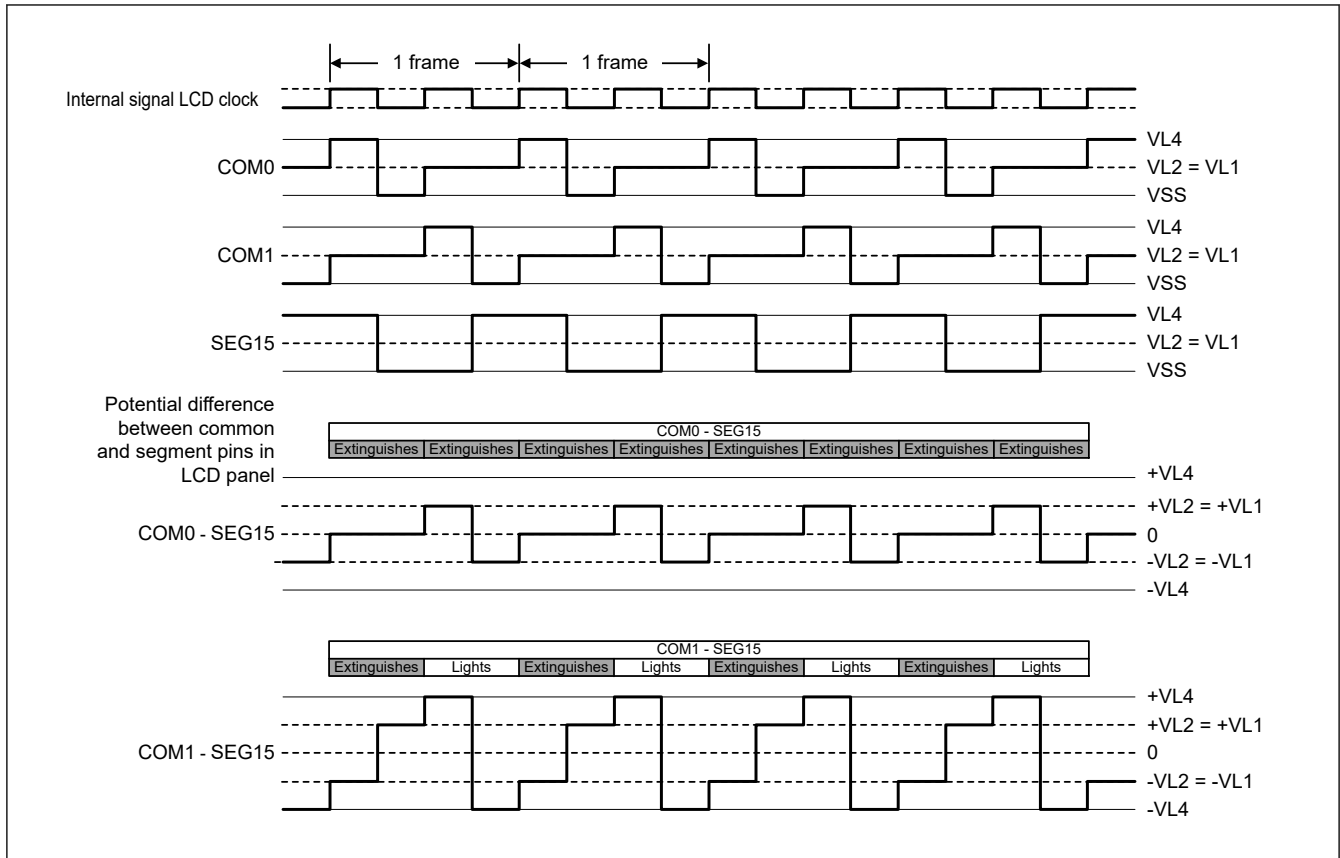 1 frame 1 frame
Internal signal LCD clock
VL4
COM0 VL2 = VL1
VSS
VL4
COM1 VL2 = VL1
VSS
VL4
SEG15 VL2 = VL1
VSS
Potential difference
between common
and segment pins in
LCD panel
COM0 - SEG15
Extinguishes Extinguishes Extinguishes Extinguishes Extinguishes Extinguishes Extinguishes Extinguishes
+VL4
+VL2 = +VL1
COM0 - SEG15 0
-VL2 = -VL1
-VL4
COM1 - SEG15
Extinguishes Lights Extinguishes Lights Extinguishes Lights Extinguishes Lights
+VL4
+VL2 = +VL1
COM1 - SEG15 0
-VL2 = -VL1
-VL4